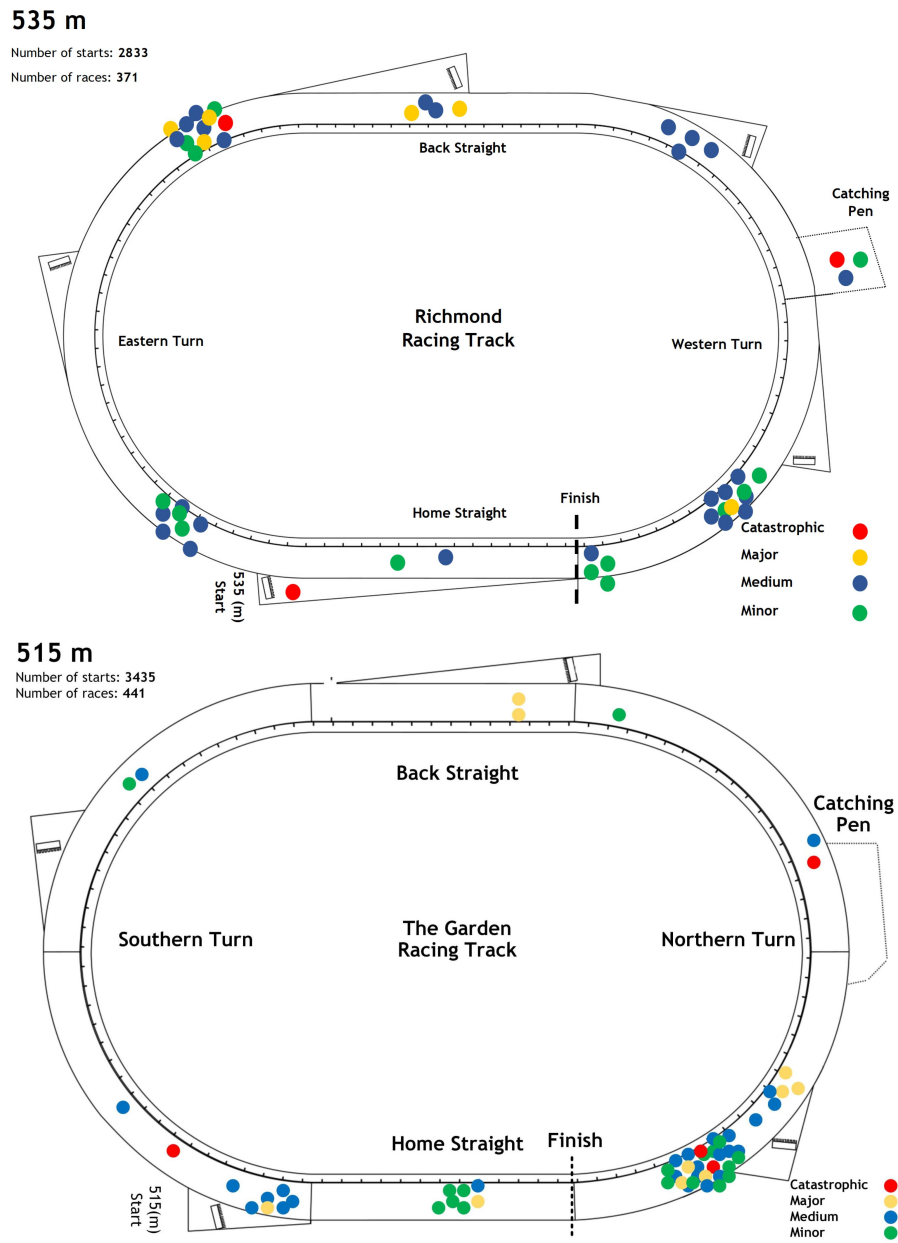 535 m
Number of starts: 2833
Number of races: 371
Back Straight
Catching
Pen
Richmond
Racing Track
Eastern Turn
Western Turn
Home Straight
Finish
535 (m)
Start
Catastrophic
Major
Medium
Minor
515 m
Number of starts: 3435
Number of races: 441
Back Straight
Catching
Pen
The Garden
Racing Track
Southern Turn
Northern Turn
Home Straight
Finish
515(m)
Start
Catastrophic
Major
Medium
Minor